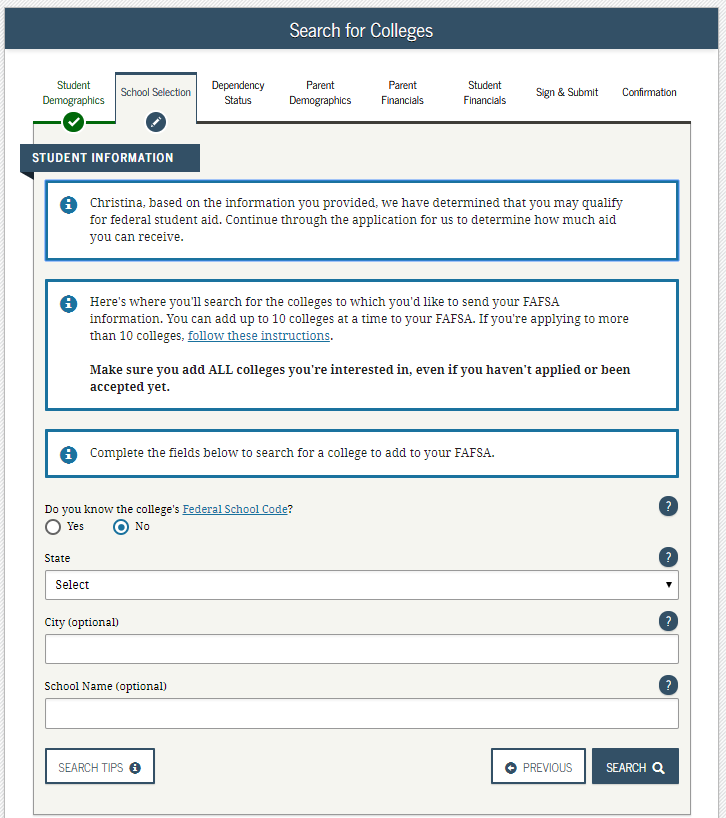 Search for Colleges
Student
Demographics
School Selection
Dependency
Status
Parent
Demographics
Parent
Financials
Student
Financials
Sign & Submit
Confirmation
STUDENT INFORMATION
Christina, based on the information you provided, we have determined that you may qualify
for federal student aid. Continue through the application for us to determine how much aid
you can receive.
Here's where you'll search for the colleges to which you'd like to send your FAFSA
information. You can add up to 10 colleges at a time to your FAFSA. If you're applying to more
than 10 colleges, follow these instructions.
Make sure you add ALL colleges you're interested in, even if you haven't applied or been
accepted yet.
Complete the fields below to search for a college to add to your FAFSA.
Do you know the college's Federal School Code?
?
Yes
No
State
?
Select
City (optional)
?
School Name (optional)
?
SEARCH TIPS
PREVIOUS
SEARCH